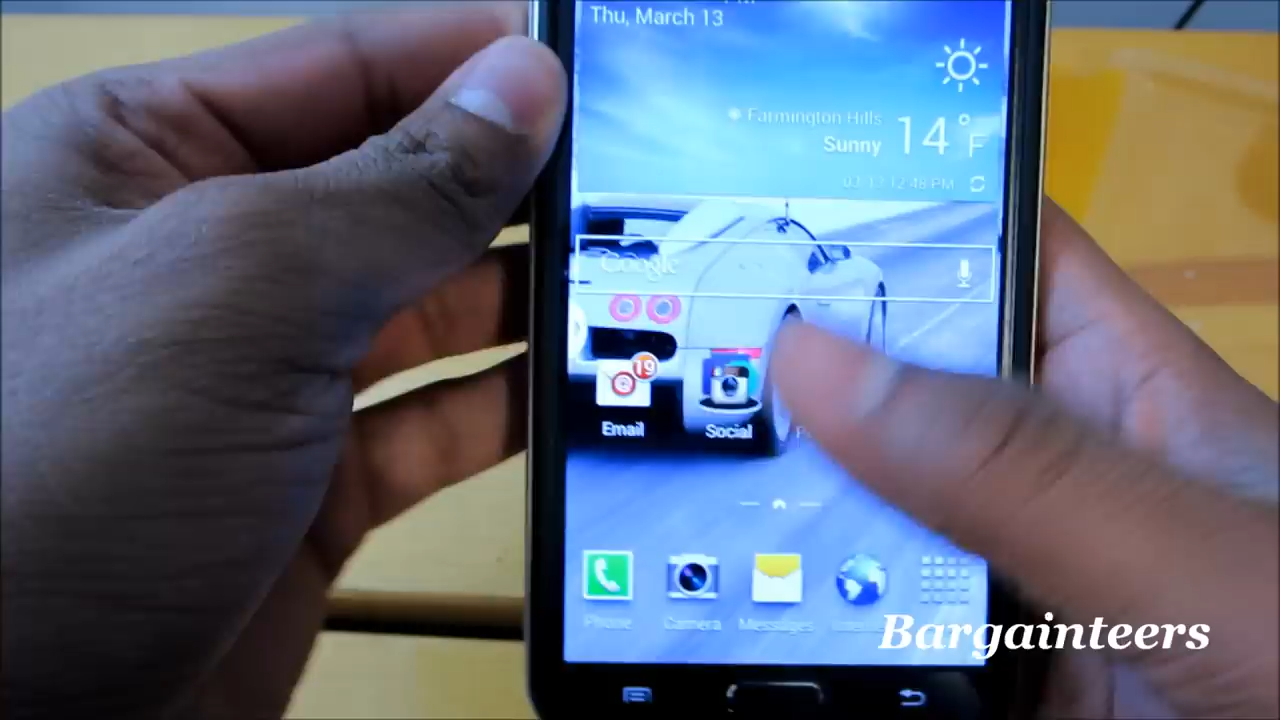 Thu, March 13
Farmington Hills
Sunny 14°F
03-13 12:48 PM
Google
19
Email
Social
Phone
Camera
Messages
Bargainteers